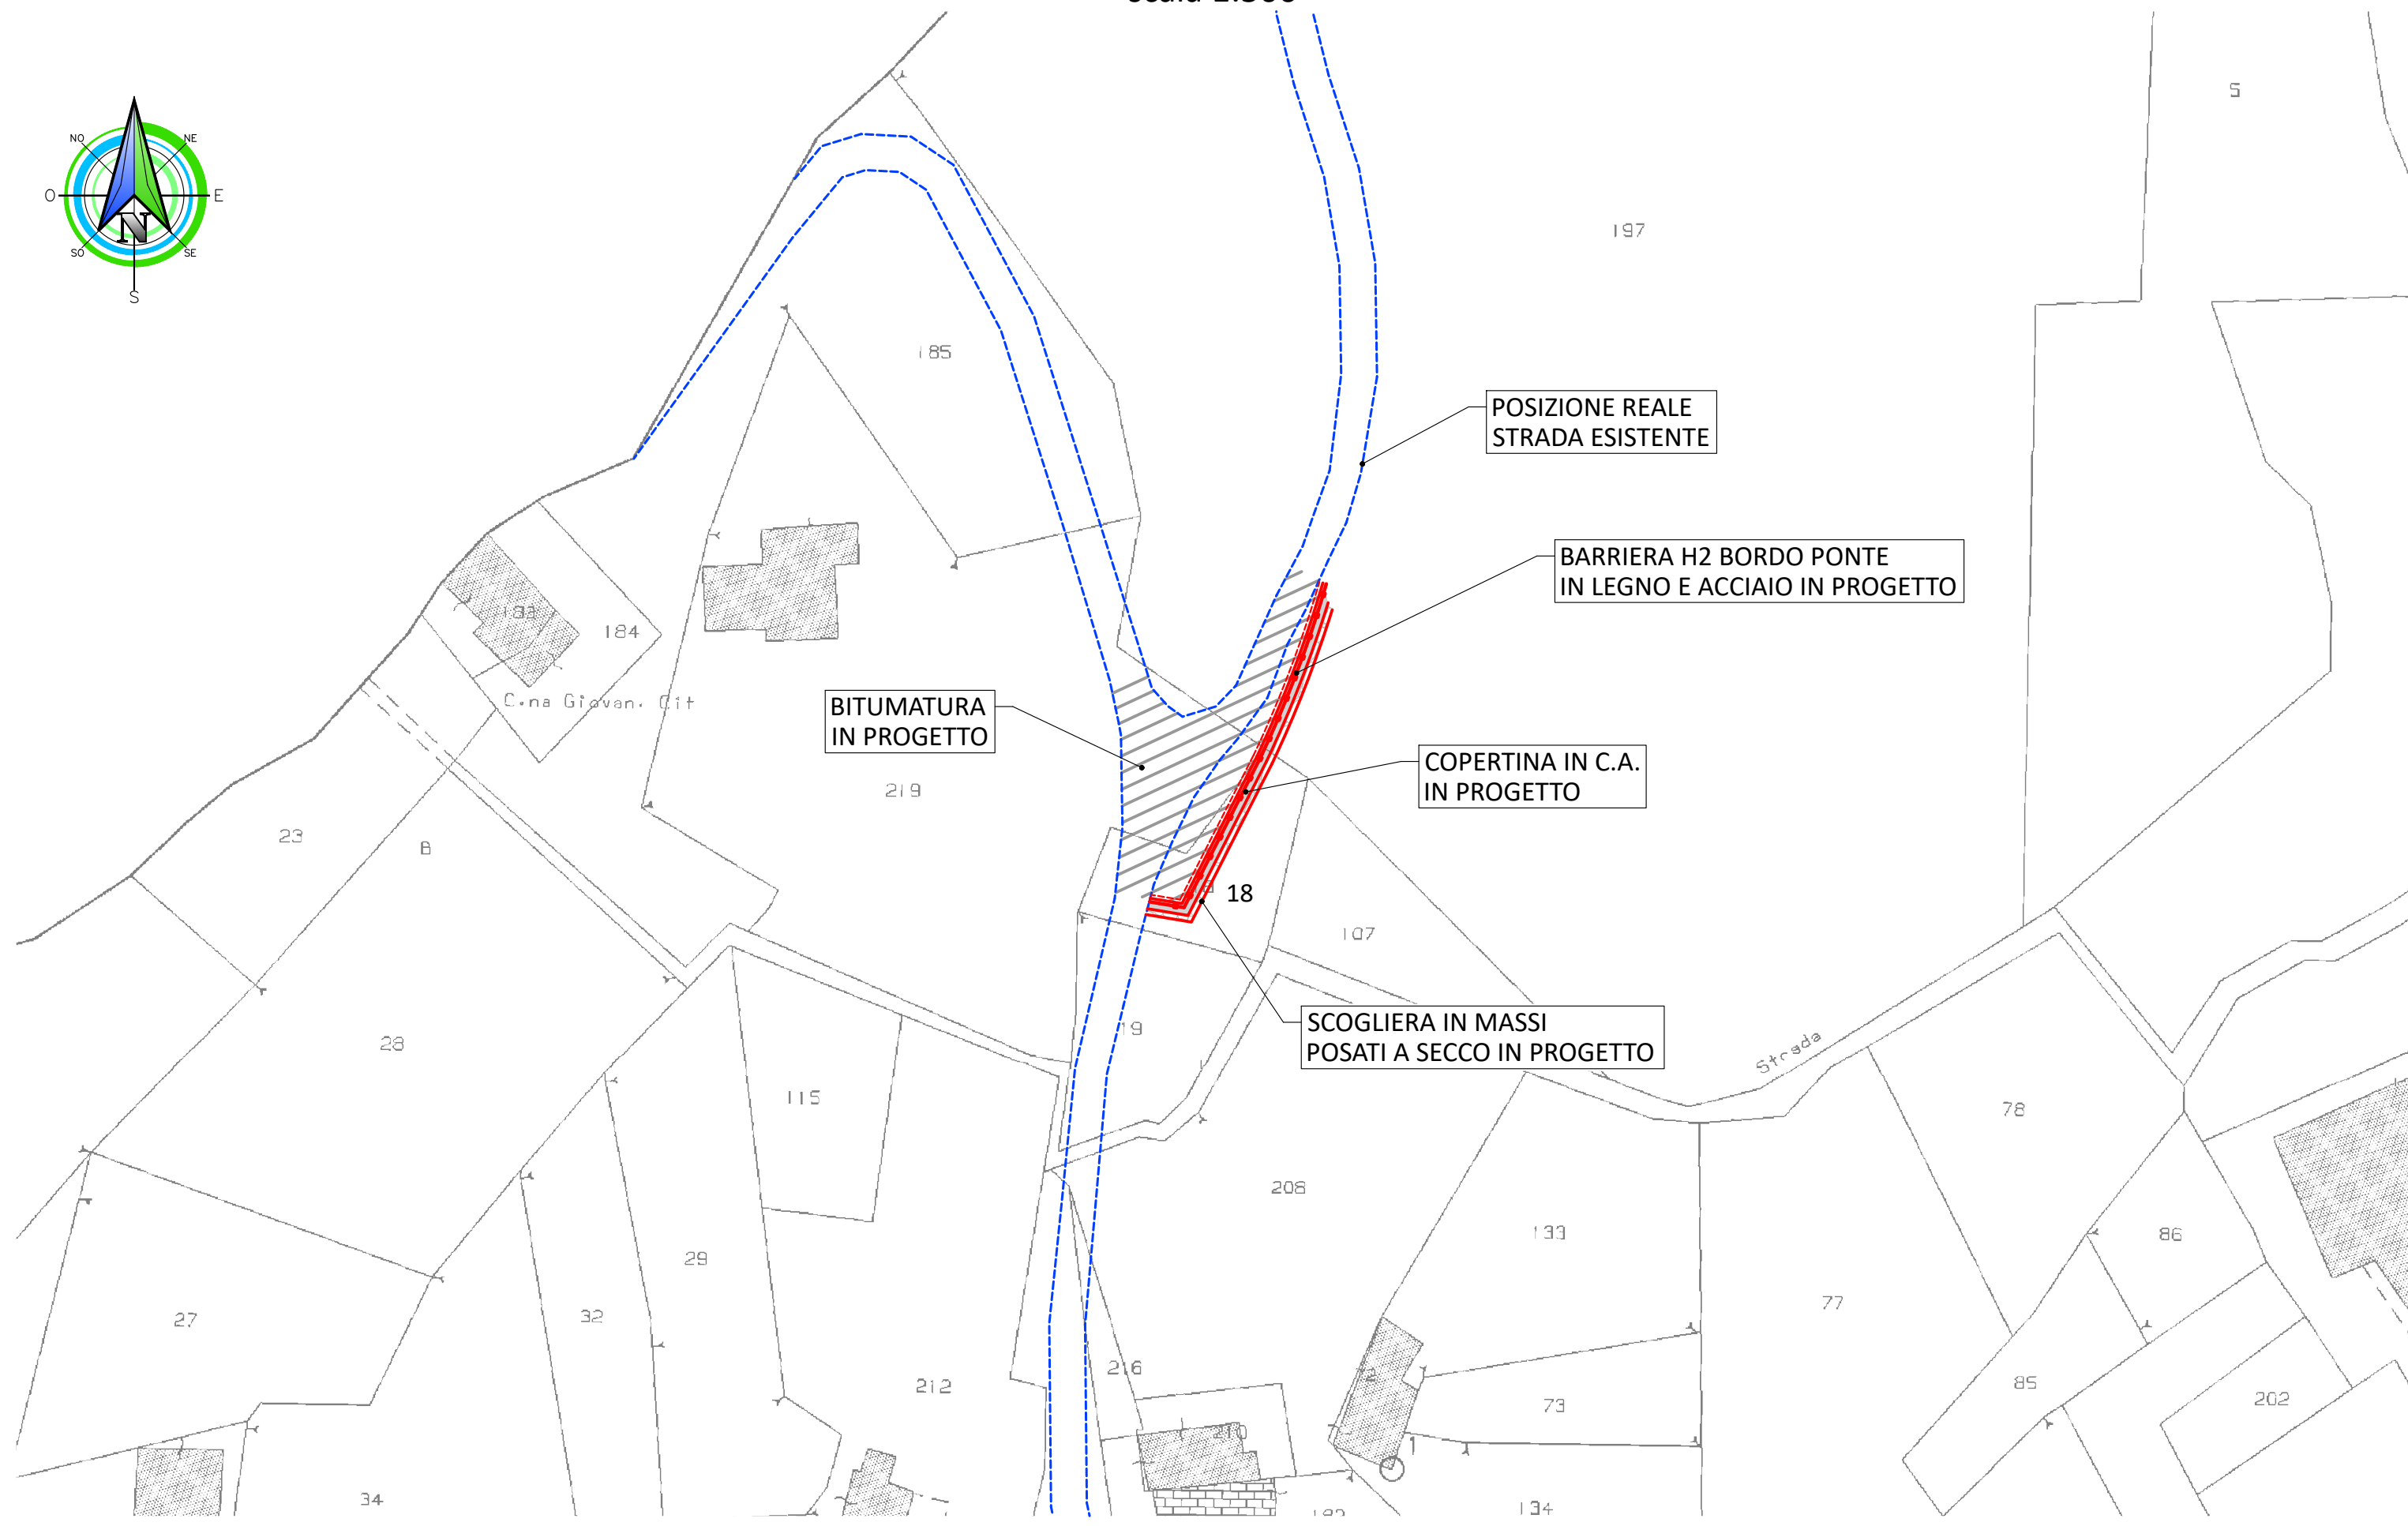 5
NO
NE
O
E
N
SO
SE
S
197
185
POSIZIONE REALE
STRADA ESISTENTE
BARRIERA H2 BORDO PONTE
IN LEGNO E ACCIAIO IN PROGETTO
183
184
C.na Giovan. Cit
BITUMATURA
IN PROGETTO
COPERTINA IN C.A.
IN PROGETTO
219
23
B
18
107
SCOGLIERA IN MASSI
POSATI A SECCO IN PROGETTO
19
28
Strada
115
78
208
133
86
29
32
27
77
216
212
85
73
202
210
1
34
134